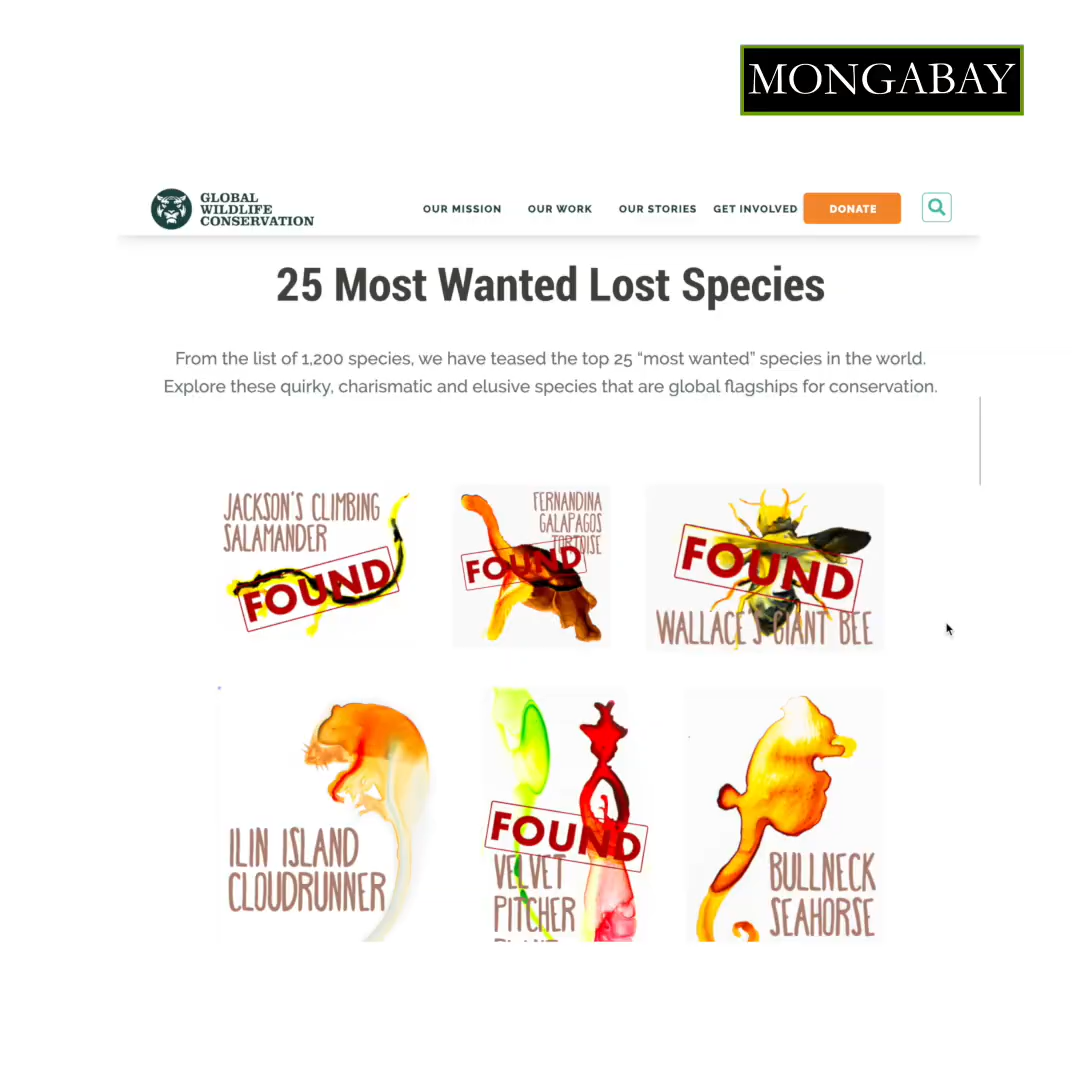 MONGABAY
GLOBAL
WILDLIFE
CONSERVATION
OUR MISSION OUR WORK OUR STORIES GET INVOLVED DONATE
25 Most Wanted Lost Species
From the list of 1,200 species, we have teased the top 25 “most wanted” species in the world.
Explore these quirky, charismatic and elusive species that are global flagships for conservation.
JACKSON'S CLIMBING
SALAMANDER
FOUND
FERNANDINA
GALAPAGOS
TORTOISE
FOUND
FOUND
WALLACE'S GIANT BEE
ILIN ISLAND
CLOUDRUNNER
FOUND
VELVET
PITCHER
BULLNECK
SEAHORSE